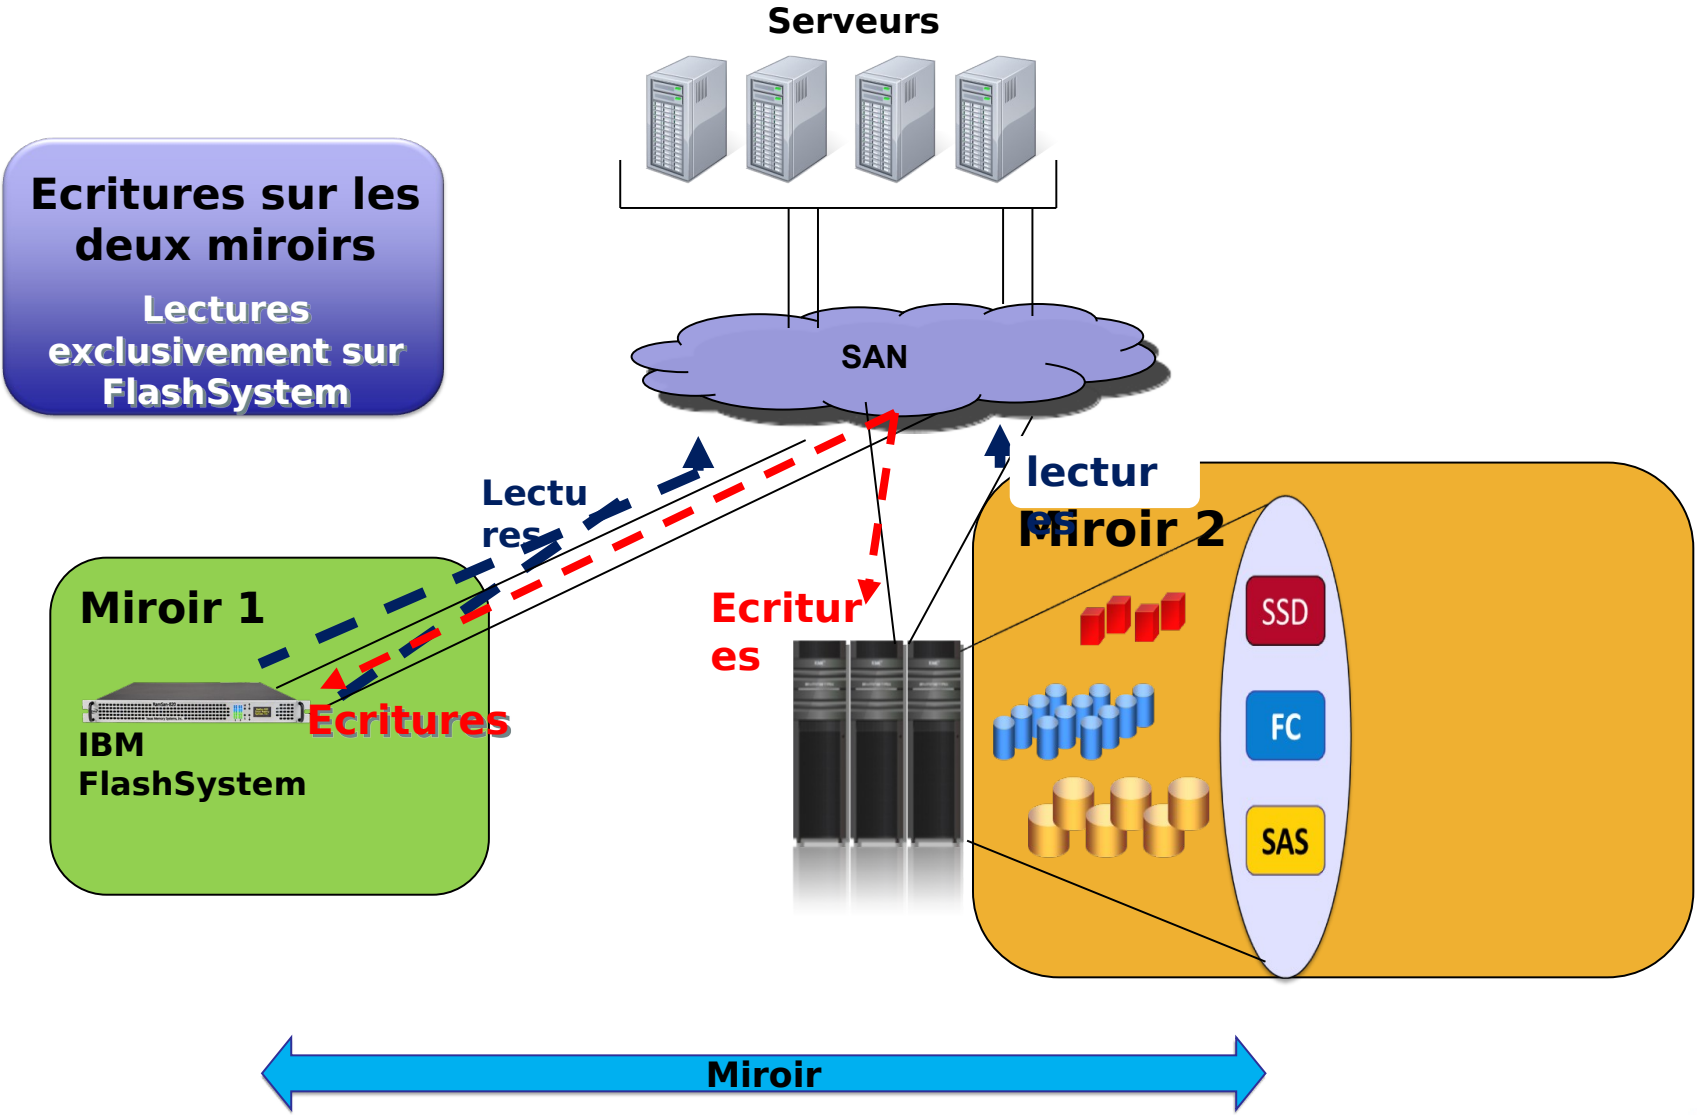 Serveurs
Ecritures sur les
deux miroirs
Lectures
exclusivement sur
FlashSystem
SAN
Lectu
res
lectur
es
Miroir 2
Miroir 1
Ecritur
es
SSD
FC
SAS
Ecritures
IBM
FlashSystem
Miroir